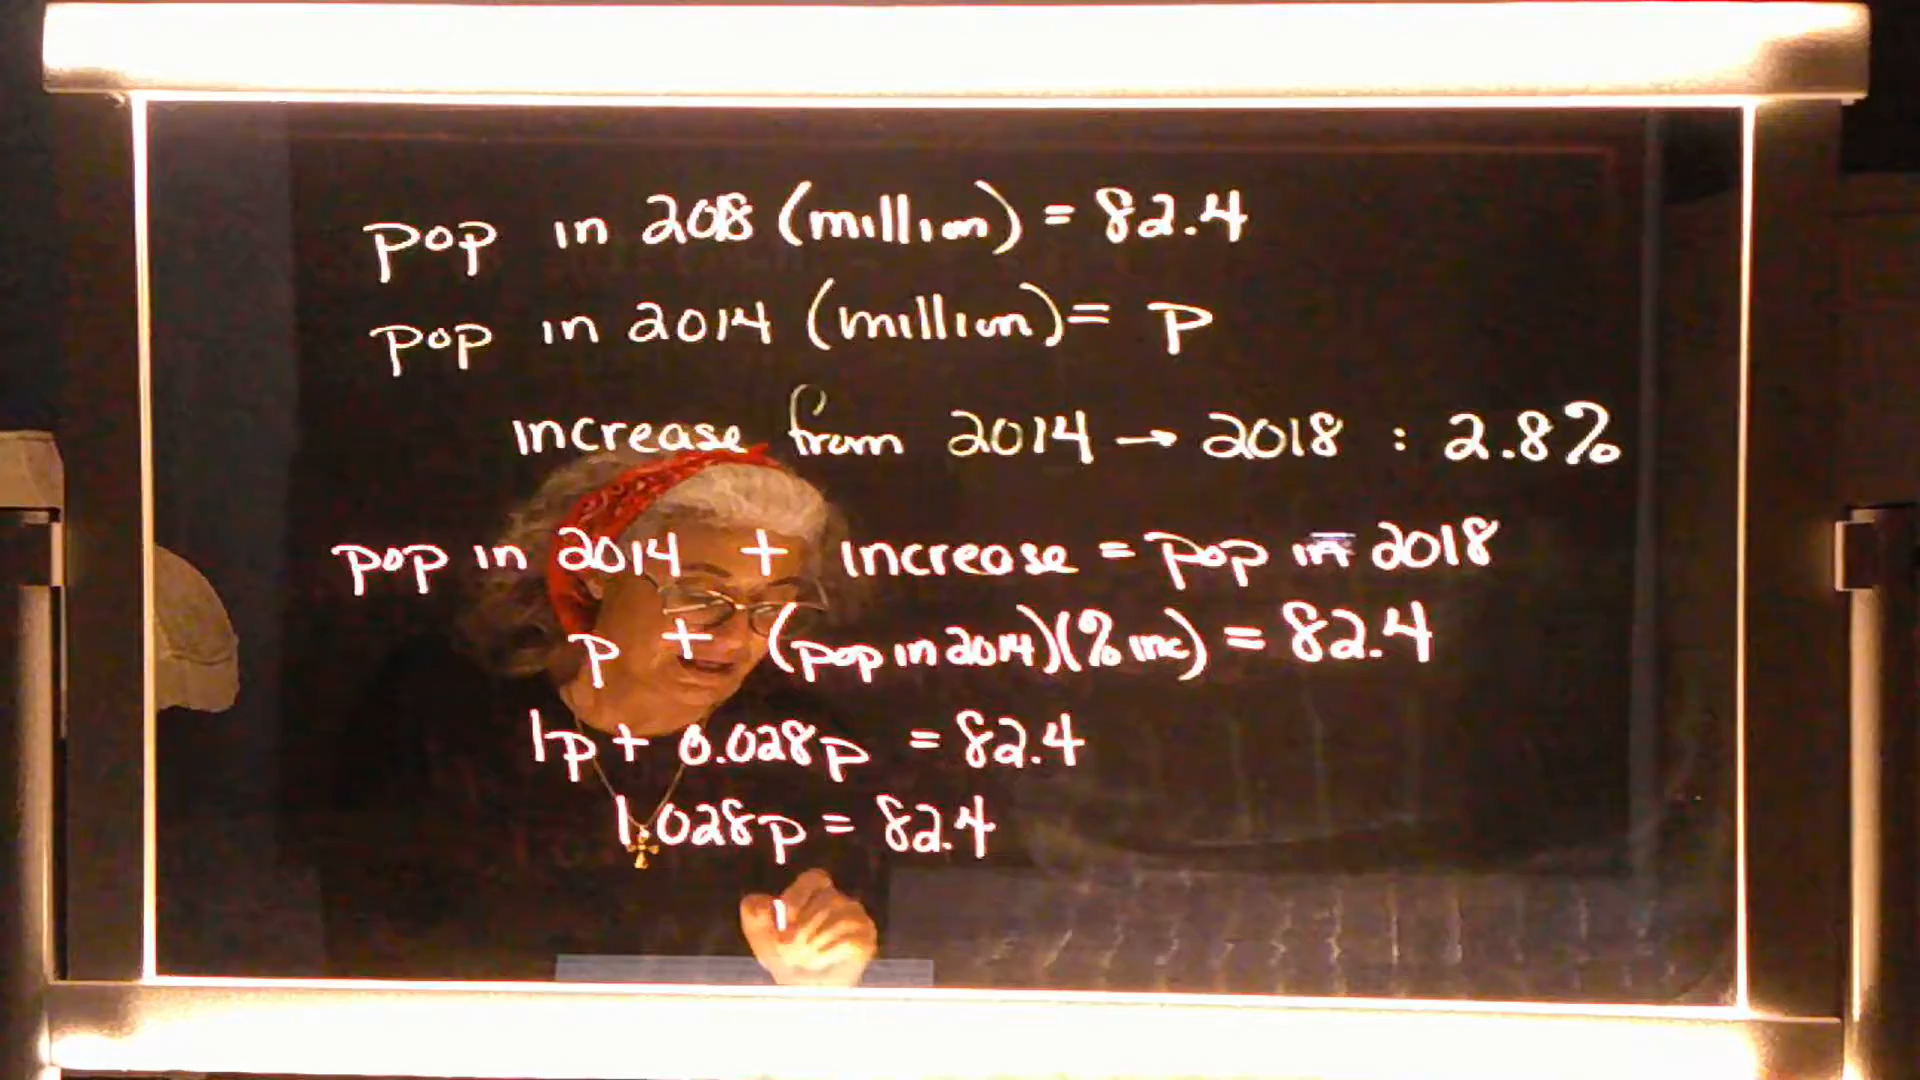 pop in 2018 (million) = 82.4
pop in 2014 (million) = p
increase from 2014 → 2018 : 2.8%
pop in 2014 + increase = pop in 2018
p + (pop in 2014)(% inc) = 82.4
1p + 0.028p = 82.4
1.028p = 82.4